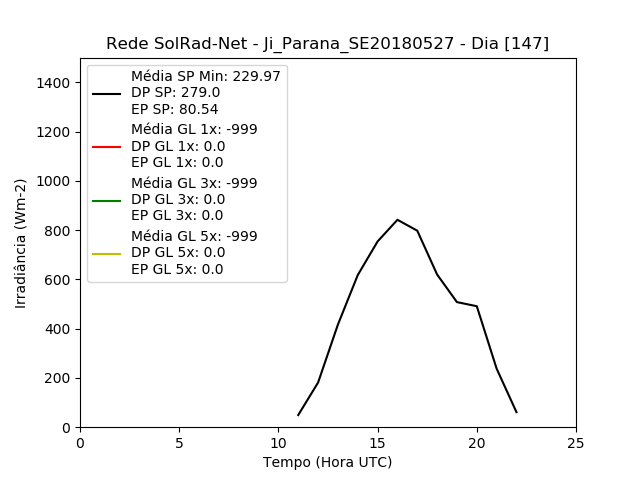 Rede SolRad-Net - Ji_Parana_SE20180527 - Dia [147]
Média SP Min: 229.97
DP SP: 279.0
EP SP: 80.54
Média GL 1x: -999
DP GL 1x: 0.0
EP GL 1x: 0.0
Média GL 3x: -999
DP GL 3x: 0.0
EP GL 3x: 0.0
Média GL 5x: -999
DP GL 5x: 0.0
EP GL 5x: 0.0
Irradiância (Wm-2)
1400
1200
1000
800
600
400
200
0
0 5 10 15 20 25
Tempo (Hora UTC)